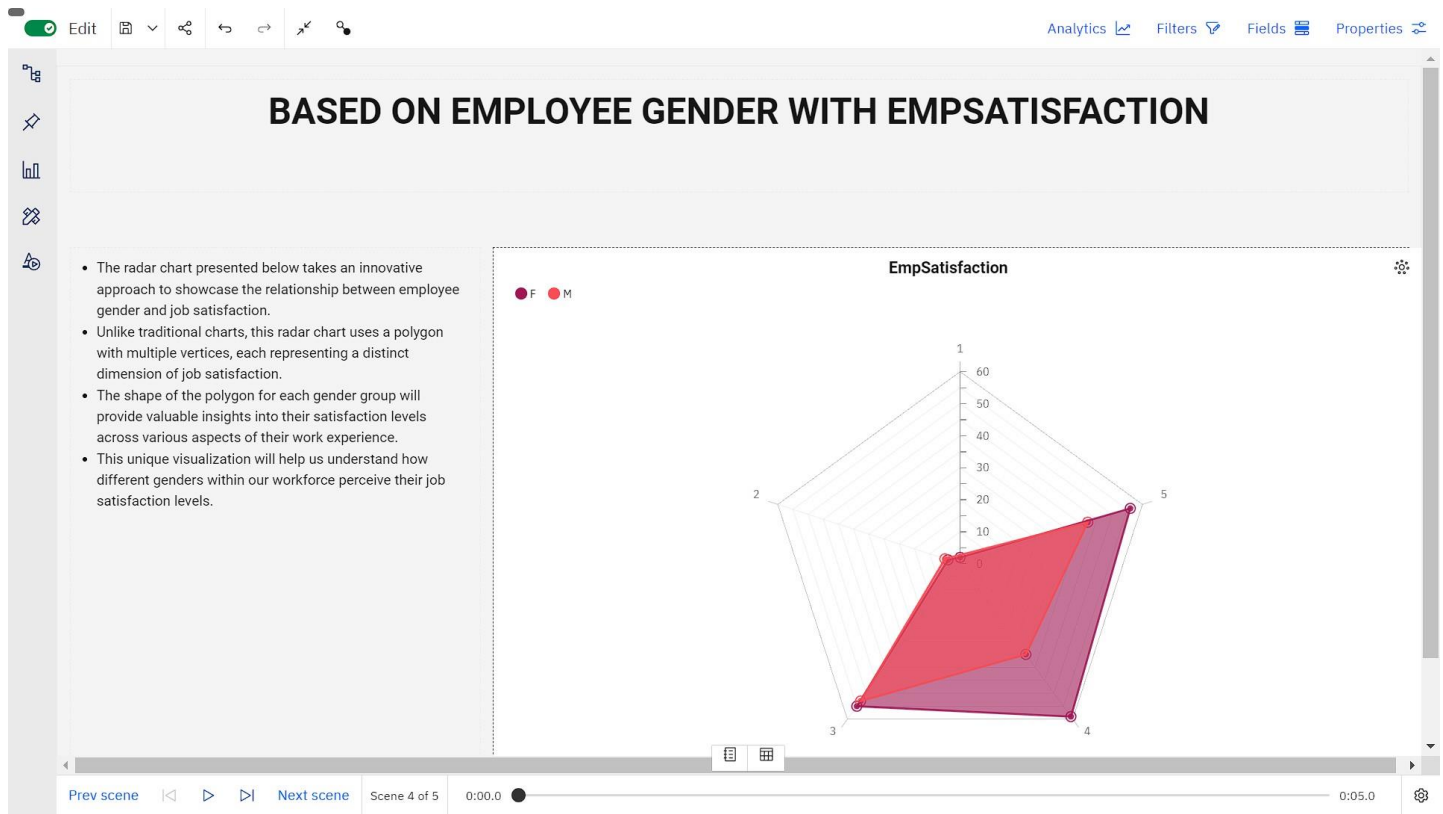 Edit
Analytics
Filters
Fields
Properties
BASED ON EMPLOYEE GENDER WITH EMPSATISFACTION
• The radar chart presented below takes an innovative
approach to showcase the relationship between employee
gender and job satisfaction.
• Unlike traditional charts, this radar chart uses a polygon
with multiple vertices, each representing a distinct
dimension of job satisfaction.
• The shape of the polygon for each gender group will
provide valuable insights into their satisfaction levels
across various aspects of their work experience.
• This unique visualization will help us understand how
different genders within our workforce perceive their job
satisfaction levels.
EmpSatisfaction
F M
1
60
50
40
30
20
10
0
2
5
3
4
Prev scene
Next scene
Scene 4 of 5
0:00.0
0:05.0